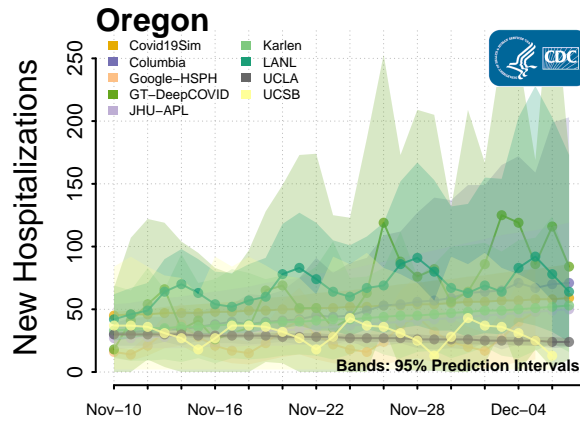 Oregon
Covid19Sim
Columbia
Google−HSPH
GT−DeepCOVID
JHU−APL
Karlen
LANL
UCLA
UCSB
CDC
New Hospitalizations
250
200
150
100
50
0
Bands: 95% Prediction Intervals
Nov−10 Nov−16 Nov−22 Nov−28 Dec−04